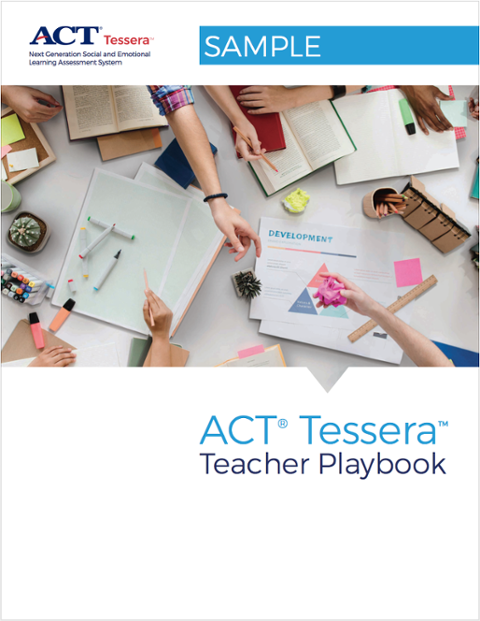 ACT® Tessera™
Next Generation Social and Emotional
Learning Assessment System
SAMPLE
DEVELOPMENT
ACT® Tessera™
Teacher Playbook